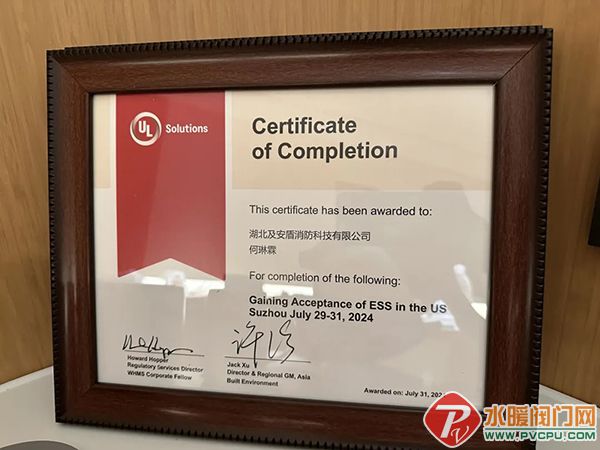 UL Solutions
Certificate
of Completion
This certificate has been awarded to:
湖北及安盾消防科技有限公司
何琳霖
For completion of the following:
Gaining Acceptance of ESS in the US
Suzhou July 29-31, 2024
Howard Hopper
Regulatory Services Director
WHMS Corporate Fellow
许
Jack Xu
Director & Regional GM, Asia
Built Environment
Awarded on: July 31, 202
PV 水暖阀门网
WWW.PVCPU.COM